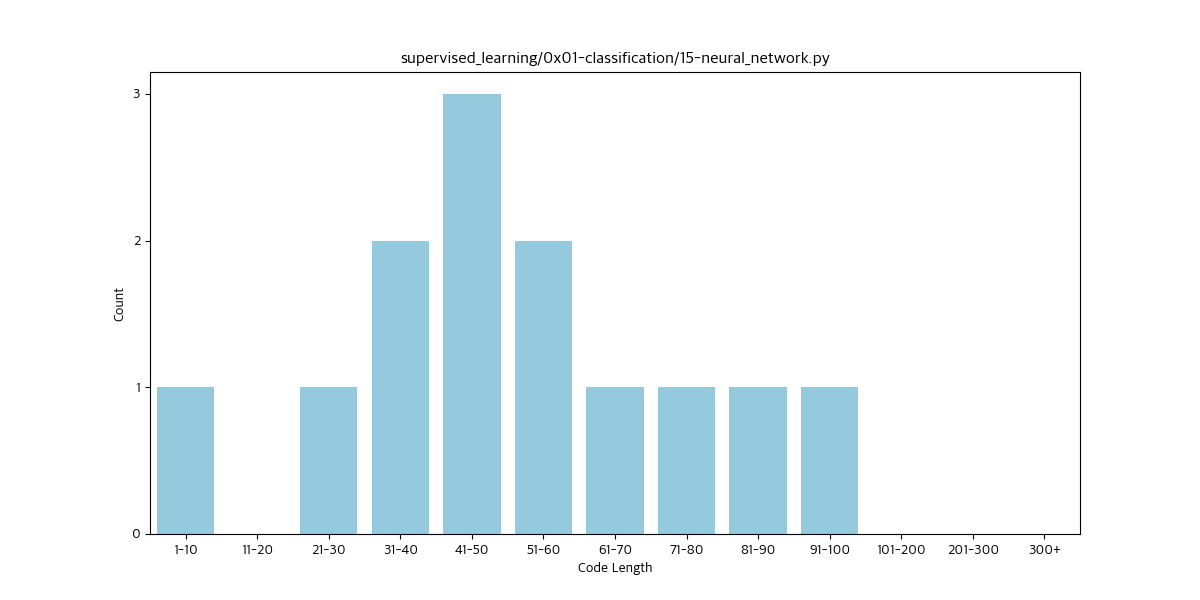 supervised_learning/0x01-classification/15-neural_network.py
3
2
1
0
Count
1-10 11-20 21-30 31-40 41-50 51-60 61-70 71-80 81-90 91-100 101-200 201-300 300+
Code Length